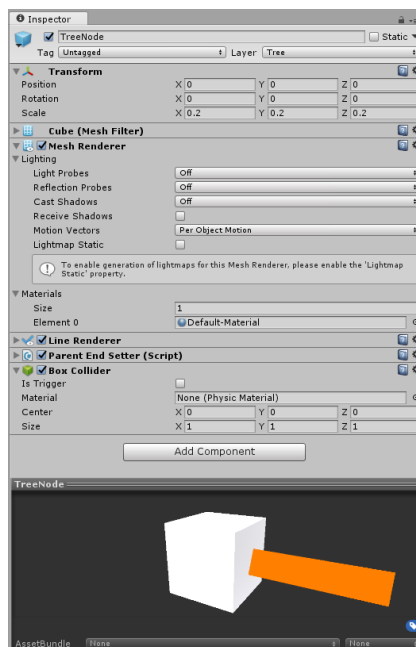 Inspector
TreeNode Static
Tag Untagged Layer Tree
Transform
Position X 0 Y 0 Z 0
Rotation X 0 Y 0 Z 0
Scale X 0.2 Y 0.2 Z 0.2
Cube (Mesh Filter)
Mesh Renderer
Lighting
Light Probes Off
Reflection Probes Off
Cast Shadows Off
Receive Shadows
Motion Vectors Per Object Motion
Lightmap Static
To enable generation of lightmaps for this Mesh Renderer, please enable the 'Lightmap
Static' property.
Materials
Size 1
Element 0 Default-Material
Line Renderer
Parent End Setter (Script)
Box Collider
Is Trigger
Material None (Physic Material)
Center X 0 Y 0 Z 0
Size X 1 Y 1 Z 1
Add Component
TreeNode
AssetBundle None None